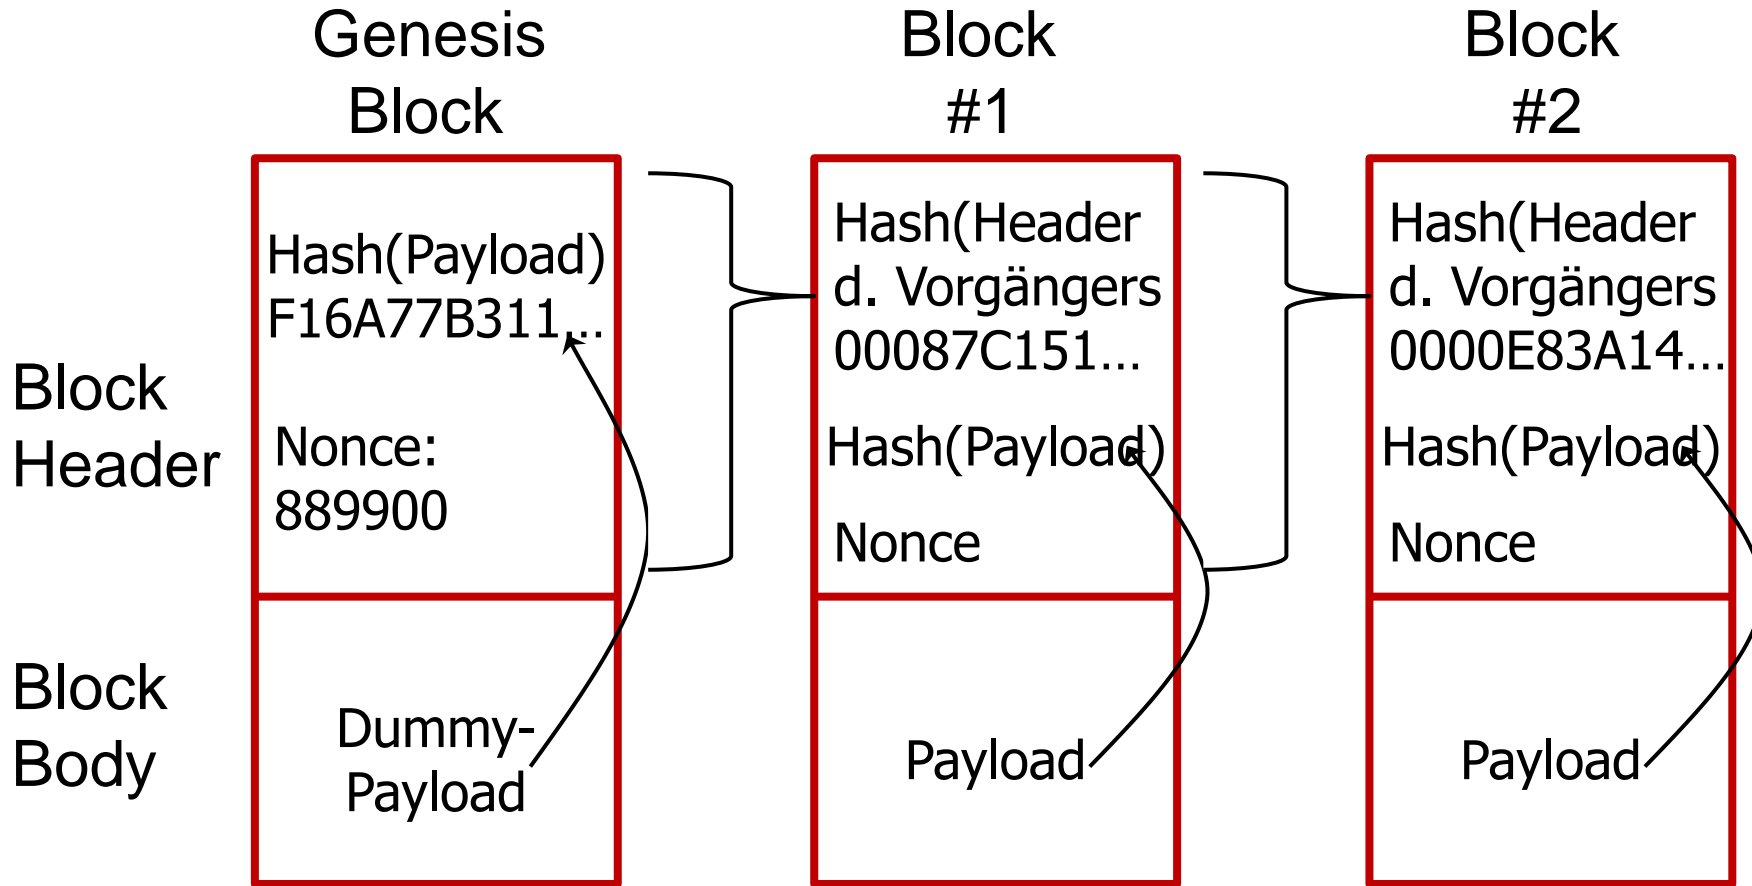 Genesis
Block
Block
#1
Block
#2
Block
Header
Hash(Payload)
F16A77B311...
Nonce:
889900
Hash(Header
d. Vorgängers
00087C151...
Hash(Payload)
Nonce
Hash(Header
d. Vorgängers
0000E83A14...
Hash(Payload)
Nonce
Block
Body
Dummy-
Payload
Payload
Payload